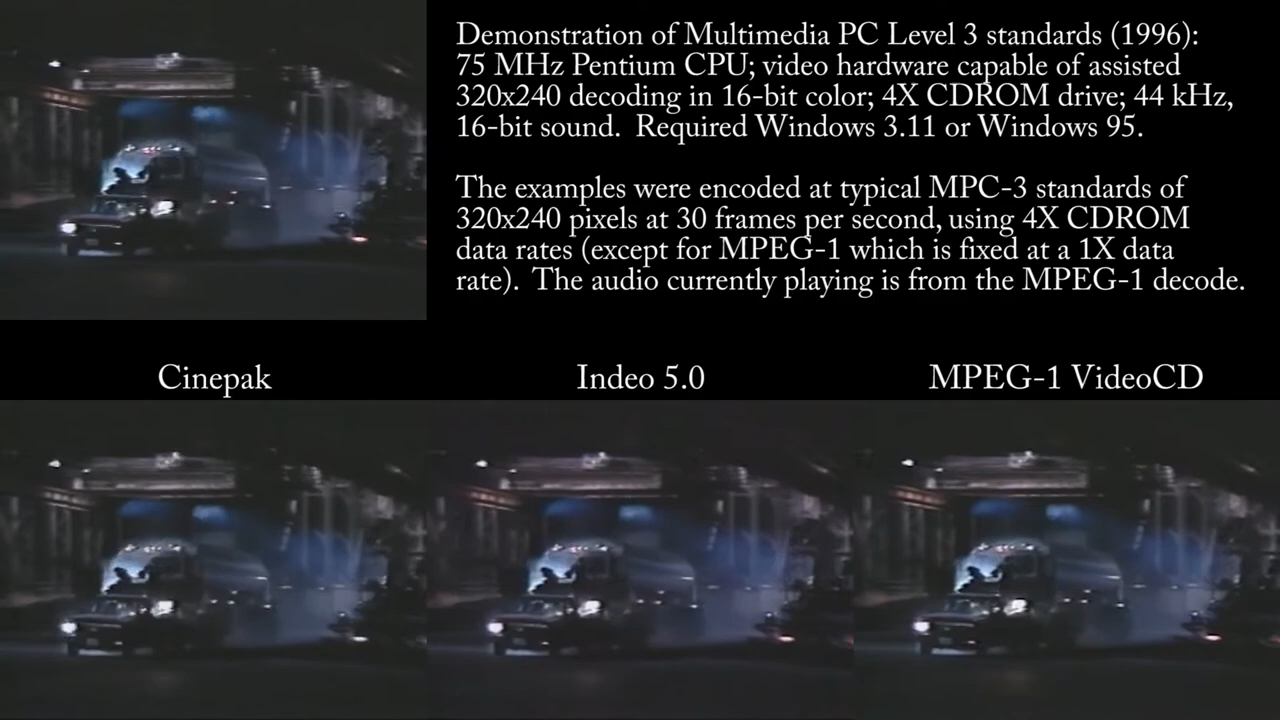 Demonstration of Multimedia PC Level 3 standards (1996):
75 MHz Pentium CPU; video hardware capable of assisted
320x240 decoding in 16-bit color; 4X CDROM drive; 44 kHz,
16-bit sound.  Required Windows 3.11 or Windows 95.
The examples were encoded at typical MPC-3 standards of
320x240 pixels at 30 frames per second, using 4X CDROM
data rates (except for MPEG-1 which is fixed at a 1X data
rate).  The audio currently playing is from the MPEG-1 decode.
Cinepak
Indeo 5.0
MPEG-1 VideoCD